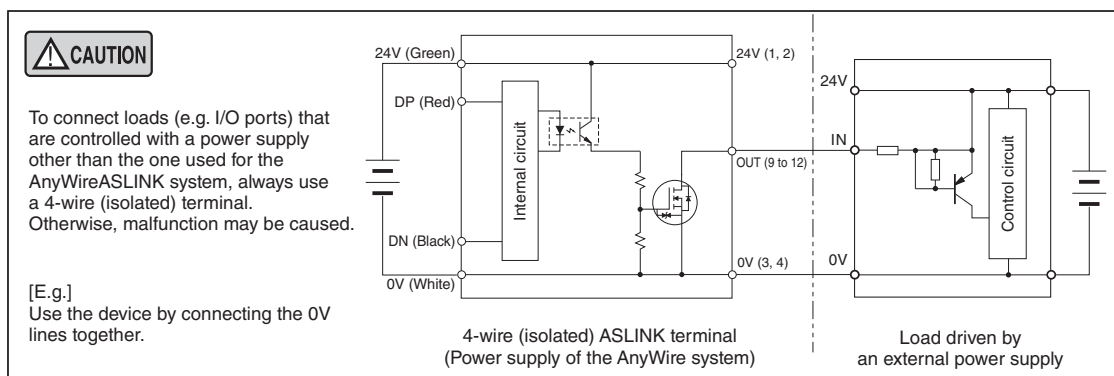 CAUTION
To connect loads (e.g. I/O ports) that
are controlled with a power supply
other than the one used for the
AnyWireASLINK system, always use
a 4-wire (isolated) terminal.
Otherwise, malfunction may be caused.
[E.g.]
Use the device by connecting the 0V
lines together.
24V (Green)
DP (Red)
DN (Black)
0V (White)
Internal circuit
24V (1, 2)
OUT (9 to 12)
0V (3, 4)
4-wire (isolated) ASLINK terminal
(Power supply of the AnyWire system)
24V
IN
0V
Control circuit
Load driven by
an external power supply